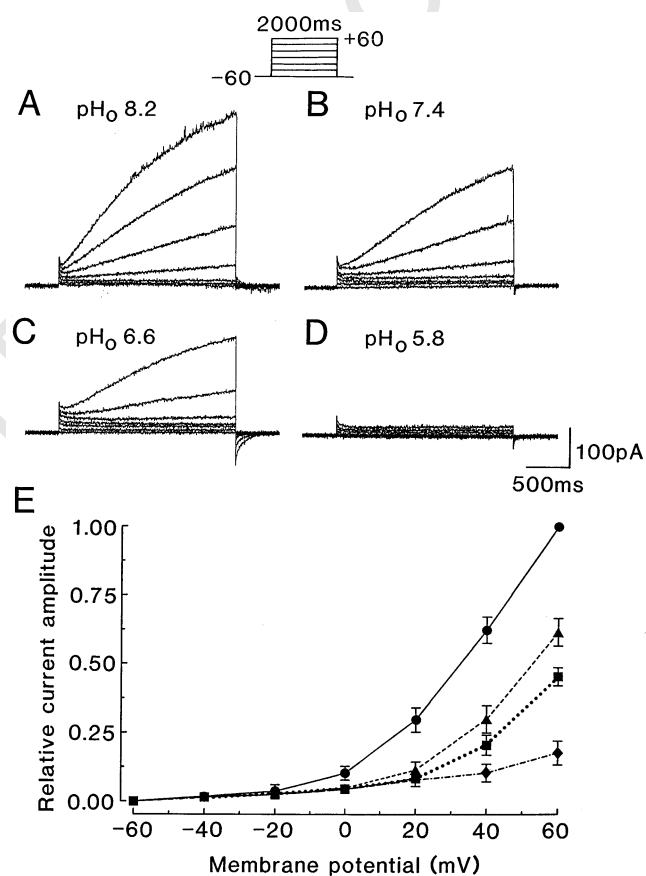 2000ms
+60
-60
A pHo 8.2
B pHo 7.4
C pHo 6.6
D pHo 5.8
100pA
500ms
E
Relative current amplitude
1.00
0.75
0.50
0.25
0.00
-60 -40 -20 0 20 40 60
Membrane potential (mV)